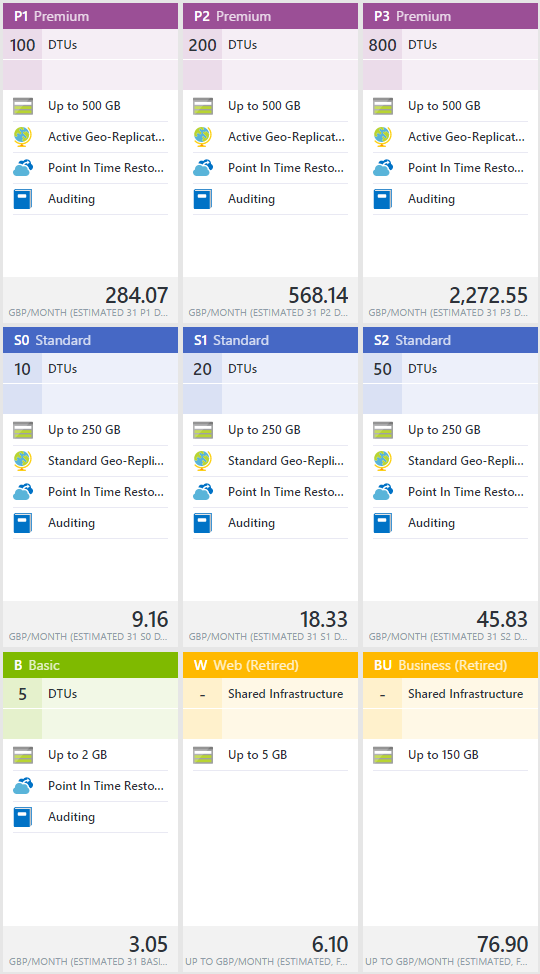 P1 Premium
100 DTUs
Up to 500 GB
Active Geo-Replicat...
Point In Time Resto...
Auditing
284.07
GBP/MONTH (ESTIMATED 31 P1 D...
P2 Premium
200 DTUs
Up to 500 GB
Active Geo-Replicat...
Point In Time Resto...
Auditing
568.14
GBP/MONTH (ESTIMATED 31 P2 D...
P3 Premium
800 DTUs
Up to 500 GB
Active Geo-Replicat...
Point In Time Resto...
Auditing
2,272.55
GBP/MONTH (ESTIMATED 31 P3 D...
S0 Standard
10 DTUs
Up to 250 GB
Standard Geo-Repli...
Point In Time Resto...
Auditing
9.16
GBP/MONTH (ESTIMATED 31 S0 D...
S1 Standard
20 DTUs
Up to 250 GB
Standard Geo-Repli...
Point In Time Resto...
Auditing
18.33
GBP/MONTH (ESTIMATED 31 S1 D...
S2 Standard
50 DTUs
Up to 250 GB
Standard Geo-Repli...
Point In Time Resto...
Auditing
45.83
GBP/MONTH (ESTIMATED 31 S2 D...
B Basic
5 DTUs
Up to 2 GB
Point In Time Resto...
Auditing
3.05
GBP/MONTH (ESTIMATED 31 BASI...
W Web (Retired)
- Shared Infrastructure
Up to 5 GB
6.10
UP TO GBP/MONTH (ESTIMATED, F...
BU Business (Retired)
- Shared Infrastructure
Up to 150 GB
76.90
UP TO GBP/MONTH (ESTIMATED, F...